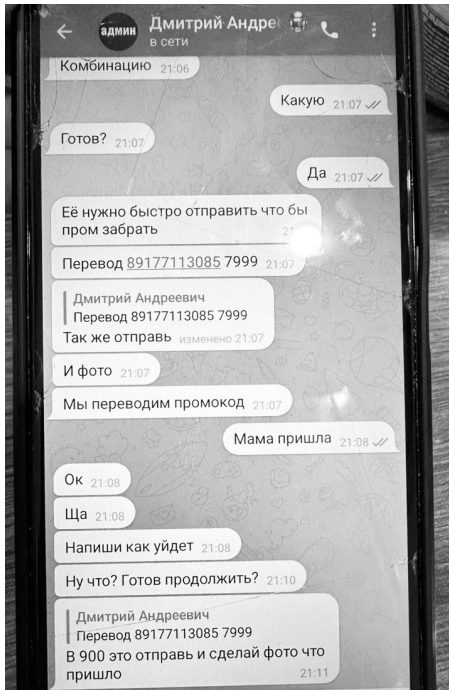 админ
Дмитрий Андрее
в сети
Комбинацию 21:06
Какую 21:07
Готов? 21:07
Да 21:07
Её нужно быстро отправить что бы
пром забрать
Перевод 89177113085 7999 21:07
Дмитрий Андреевич
Перевод 89177113085 7999
Так же отправь изменено 21:07
И фото 21:07
Мы переводим промокод 21:07
Мама пришла 21:08
Ок 21:08
Ща 21:08
Напиши как уйдет 21:08
Ну что? Готов продолжить? 21:10
Дмитрий Андреевич
Перевод 89177113085 7999
В 900 это отправь и сделай фото что
пришло 21:11